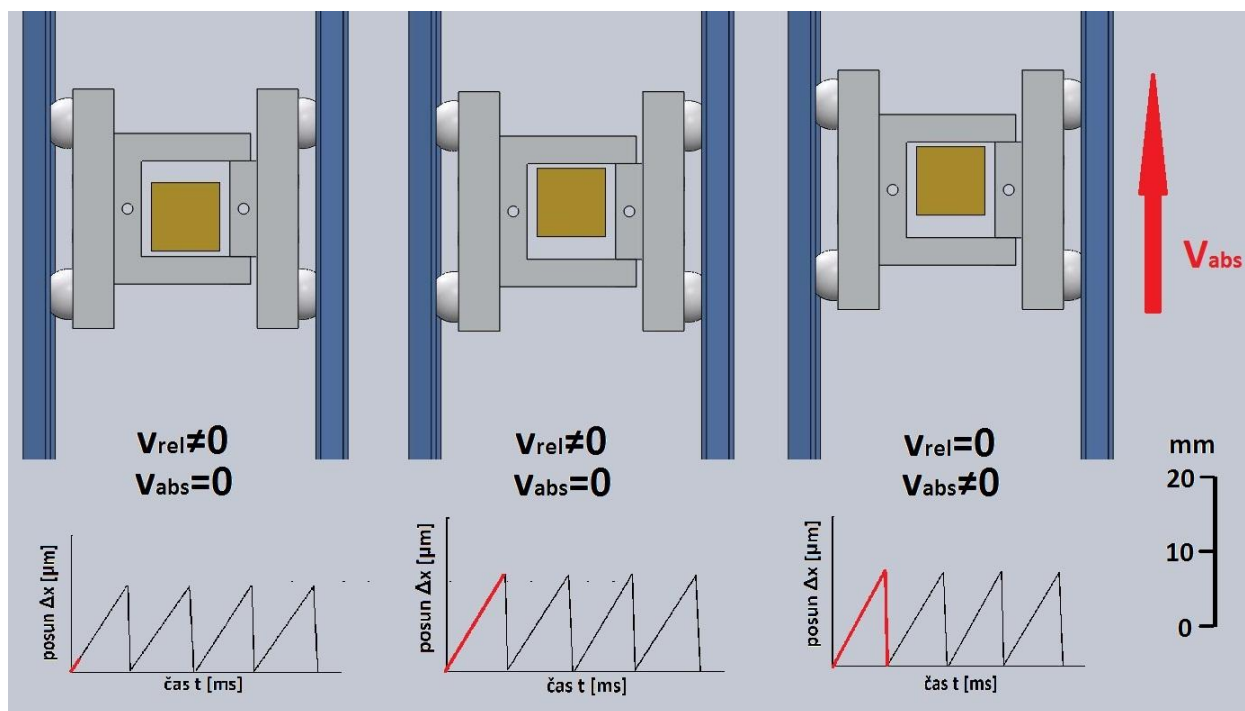 Vabs
vrel≠0
vabs=0
vrel≠0
vabs=0
vrel=0
vabs≠0
mm
20
10
0
posun Δx [µm]
čas t [ms]
posun Δx [µm]
čas t [ms]
posun Δx [µm]
čas t [ms]